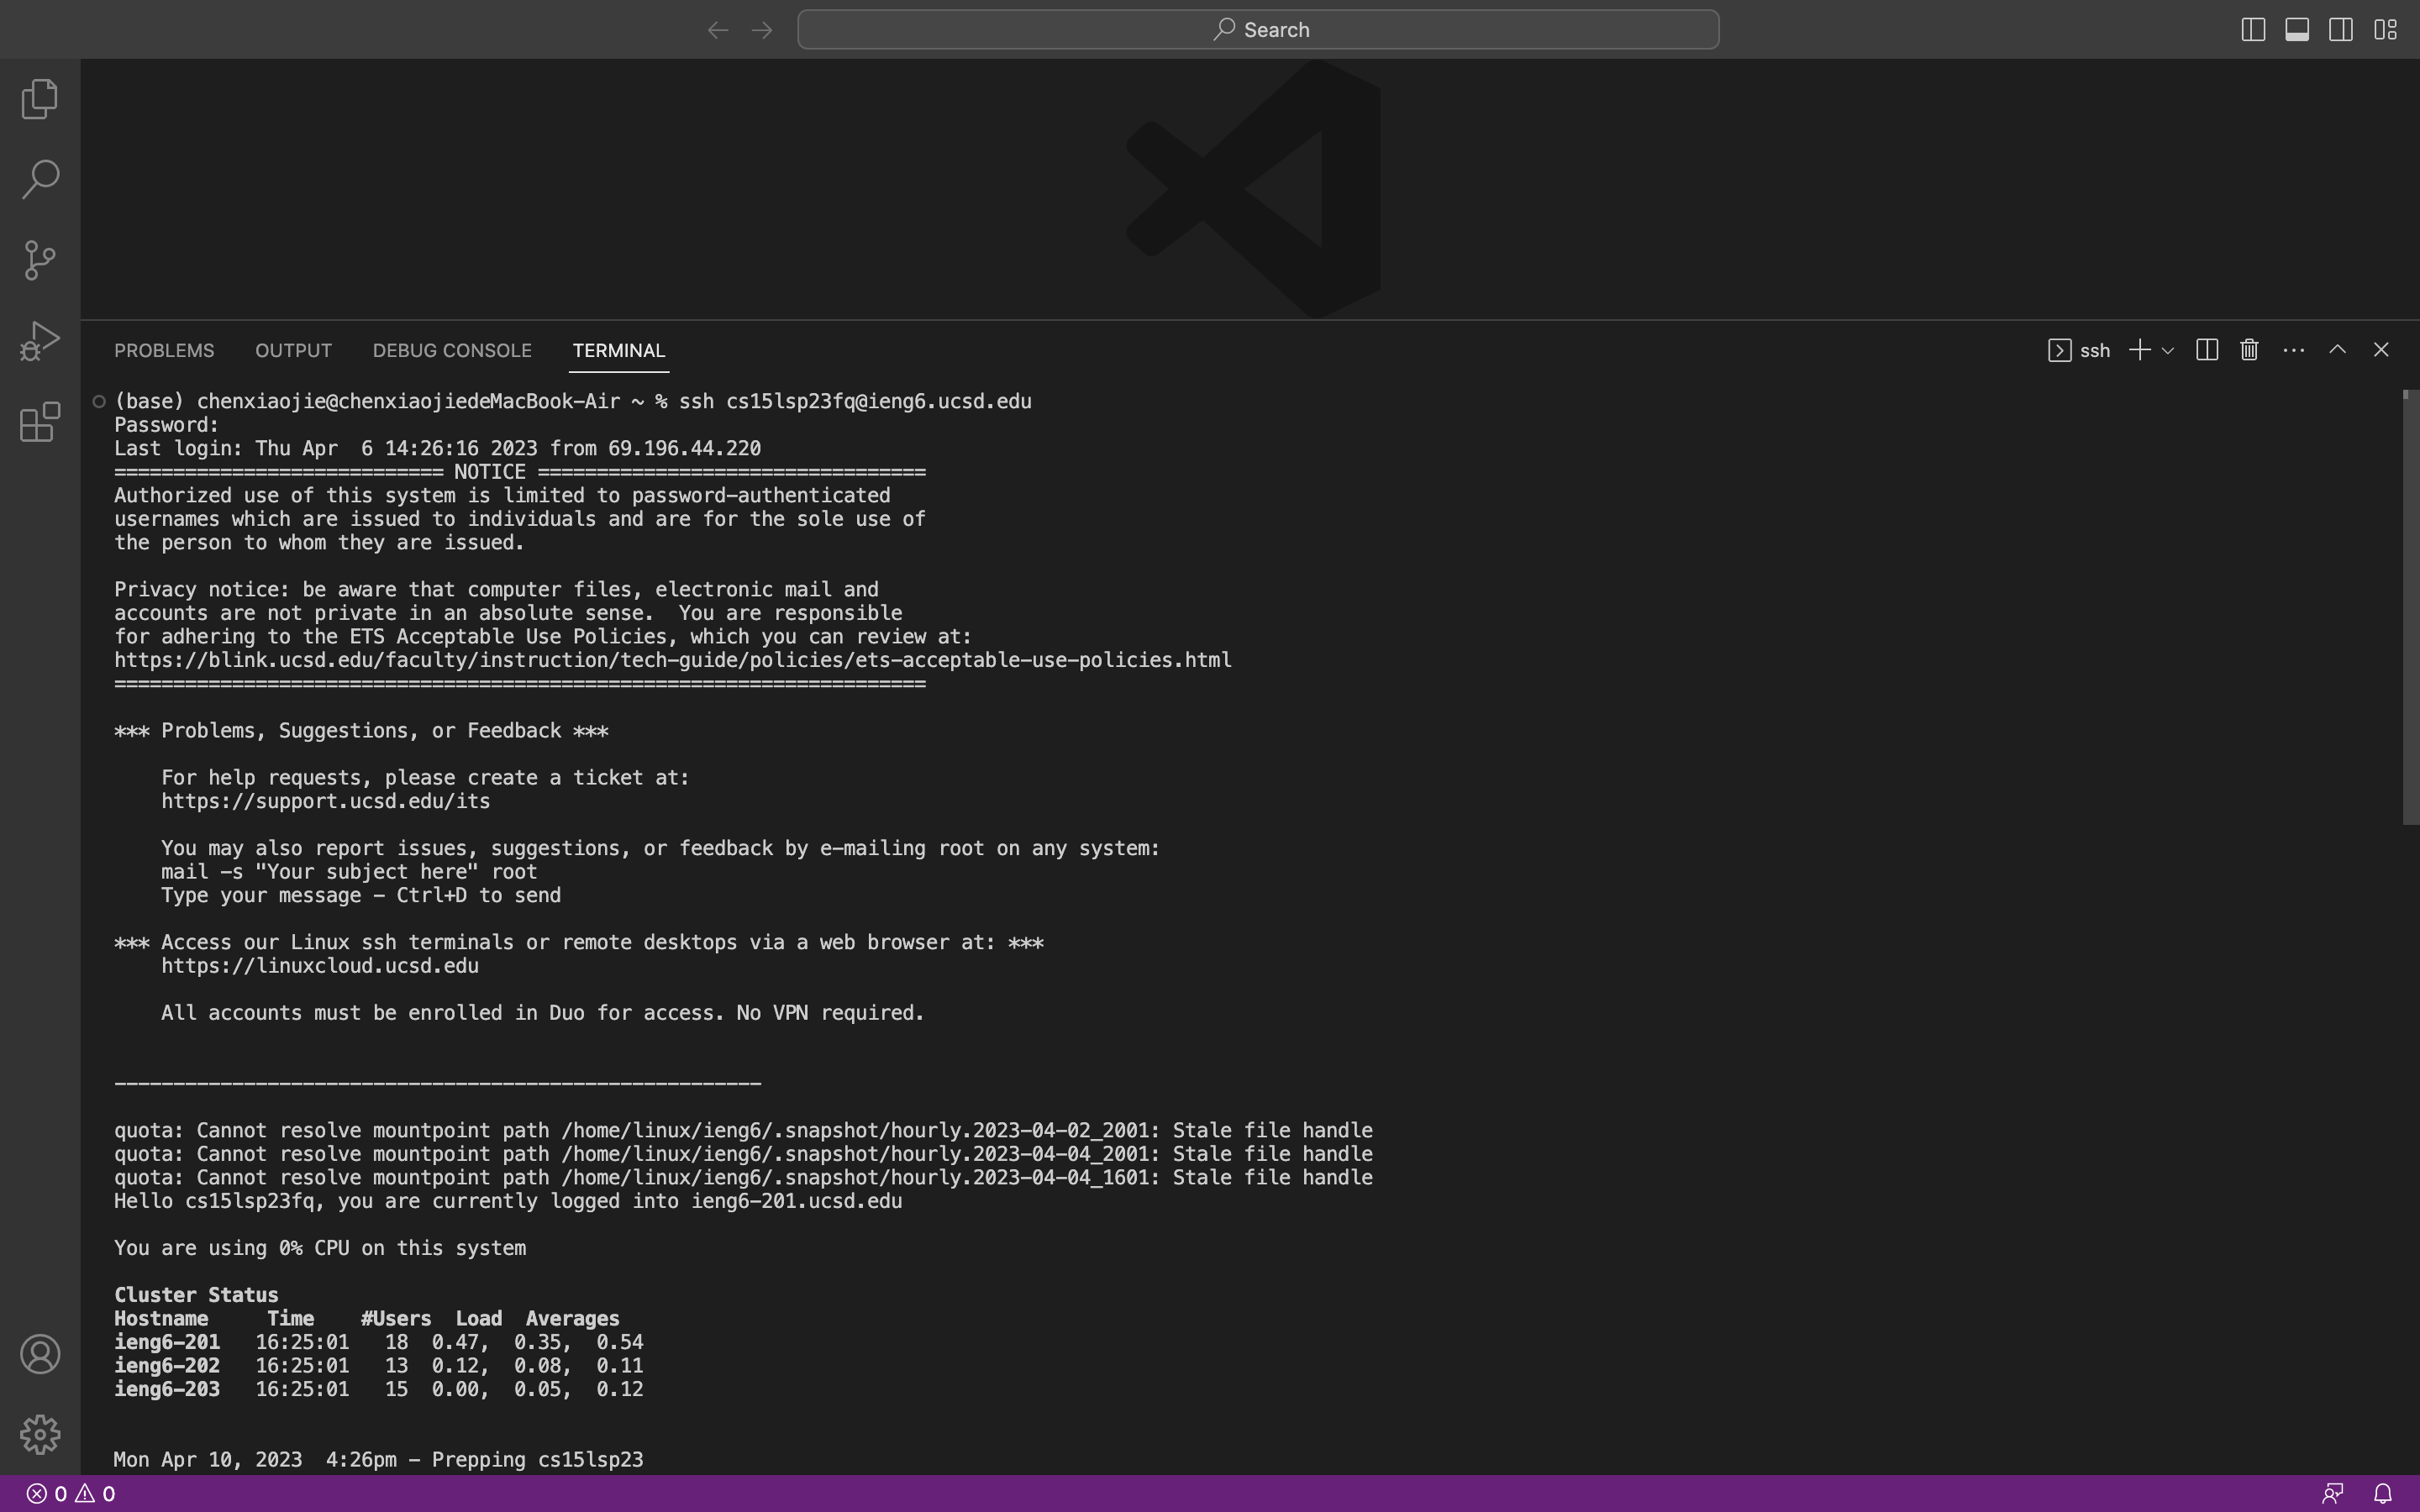 Search
PROBLEMS OUTPUT DEBUG CONSOLE TERMINAL ssh
(base) chenxiaojie@chenxiaojiedeMacBook-Air ~ % ssh cs15lsp23fq@ieng6.ucsd.edu
Password:
Last login: Thu Apr  6 14:26:16 2023 from 69.196.44.220
============================ NOTICE =================================
Authorized use of this system is limited to password-authenticated
usernames which are issued to individuals and are for the sole use of
the person to whom they are issued.
Privacy notice: be aware that computer files, electronic mail and
accounts are not private in an absolute sense.  You are responsible
for adhering to the ETS Acceptable Use Policies, which you can review at:
https://blink.ucsd.edu/faculty/instruction/tech-guide/policies/ets-acceptable-use-policies.html
=====================================================================
*** Problems, Suggestions, or Feedback ***
For help requests, please create a ticket at:
https://support.ucsd.edu/its
You may also report issues, suggestions, or feedback by e-mailing root on any system:
mail -s "Your subject here" root
Type your message - Ctrl+D to send
*** Access our Linux ssh terminals or remote desktops via a web browser at: ***
https://linuxcloud.ucsd.edu
All accounts must be enrolled in Duo for access. No VPN required.
-------------------------------------------------------
quota: Cannot resolve mountpoint path /home/linux/ieng6/.snapshot/hourly.2023-04-02_2001: Stale file handle
quota: Cannot resolve mountpoint path /home/linux/ieng6/.snapshot/hourly.2023-04-04_2001: Stale file handle
quota: Cannot resolve mountpoint path /home/linux/ieng6/.snapshot/hourly.2023-04-04_1601: Stale file handle
Hello cs15lsp23fq, you are currently logged into ieng6-201.ucsd.edu
You are using 0% CPU on this system
Cluster Status
Hostname     Time    #Users  Load  Averages
ieng6-201   16:25:01   18  0.47,  0.35,  0.54
ieng6-202   16:25:01   13  0.12,  0.08,  0.11
ieng6-203   16:25:01   15  0.00,  0.05,  0.12
Mon Apr 10, 2023  4:26pm - Prepping cs15lsp23
0 0